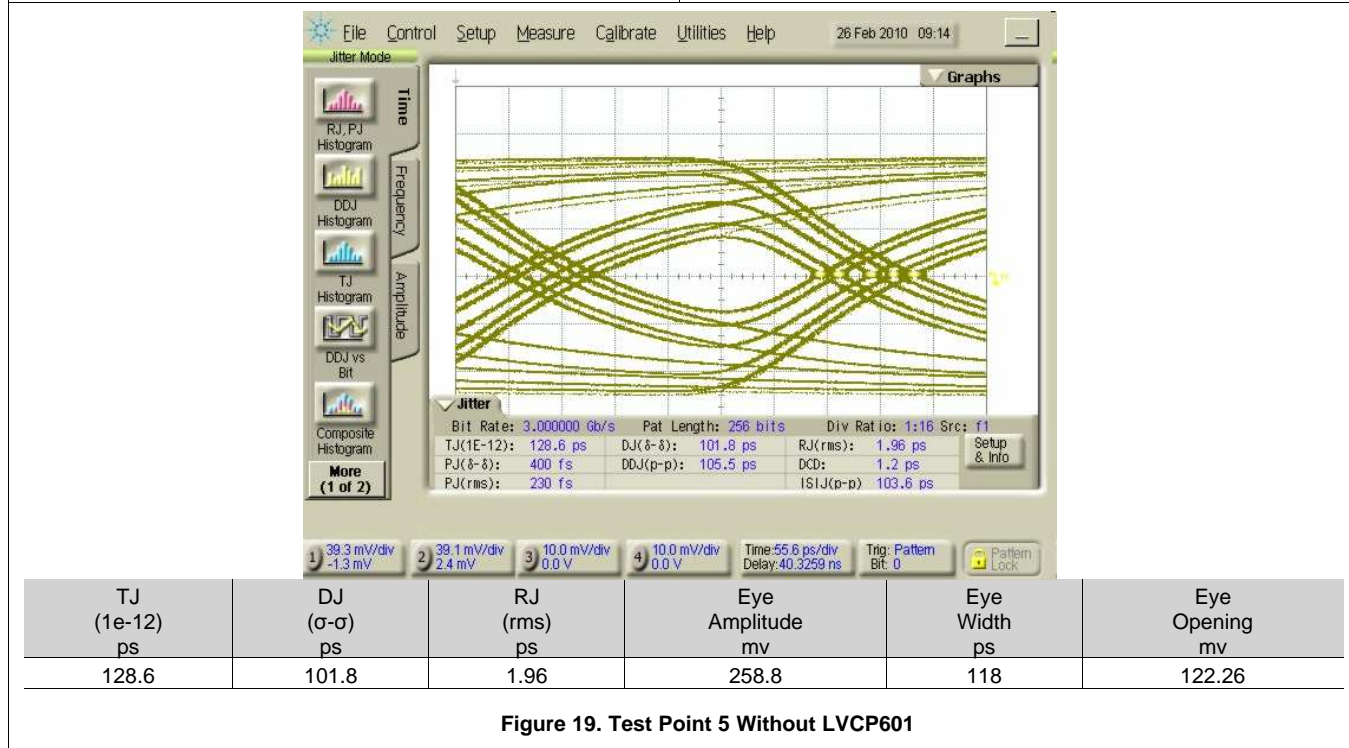 File Control Setup Measure Calibrate Utilities Help 26 Feb 2010 09:14
Jitter Mode
Graphs
Time
Frequency
Amplitude
RJ, PJ
Histogram
DDJ
Histogram
TJ
Histogram
DDJ vs
Bit
Composite
Histogram
More
(1 of 2)
Jitter
Bit Rate: 3.000000 Gb/s Pat Length: 256 bits Div Ratio: 1:16 Src: f1
TJ(1E-12): 128.6 ps DJ(δ-δ): 101.8 ps RJ(rms): 1.96 ps
PJ(δ-δ): 400 fs DDJ(p-p): 105.5 ps DCD: 1.2 ps
PJ(rms): 230 fs ISIJ(p-p) 103.6 ps
Setup
& Info
1) 39.3 mV/div 2) 39.1 mV/div 3) 10.0 mV/div 4) 10.0 mV/div Time:55.6 ps/div Trig: Pattern Pattern
-1.3 mV 2.4 mV 0.0 V 0.0 V Delay:40.3259 ns Bit: 0 Lock
TJ DJ RJ Eye Eye Eye
(1e-12) (σ-σ) (rms) Amplitude Width Opening
ps ps ps mv ps mv
128.6 101.8 1.96 258.8 118 122.26
Figure 19. Test Point 5 Without LVCP601